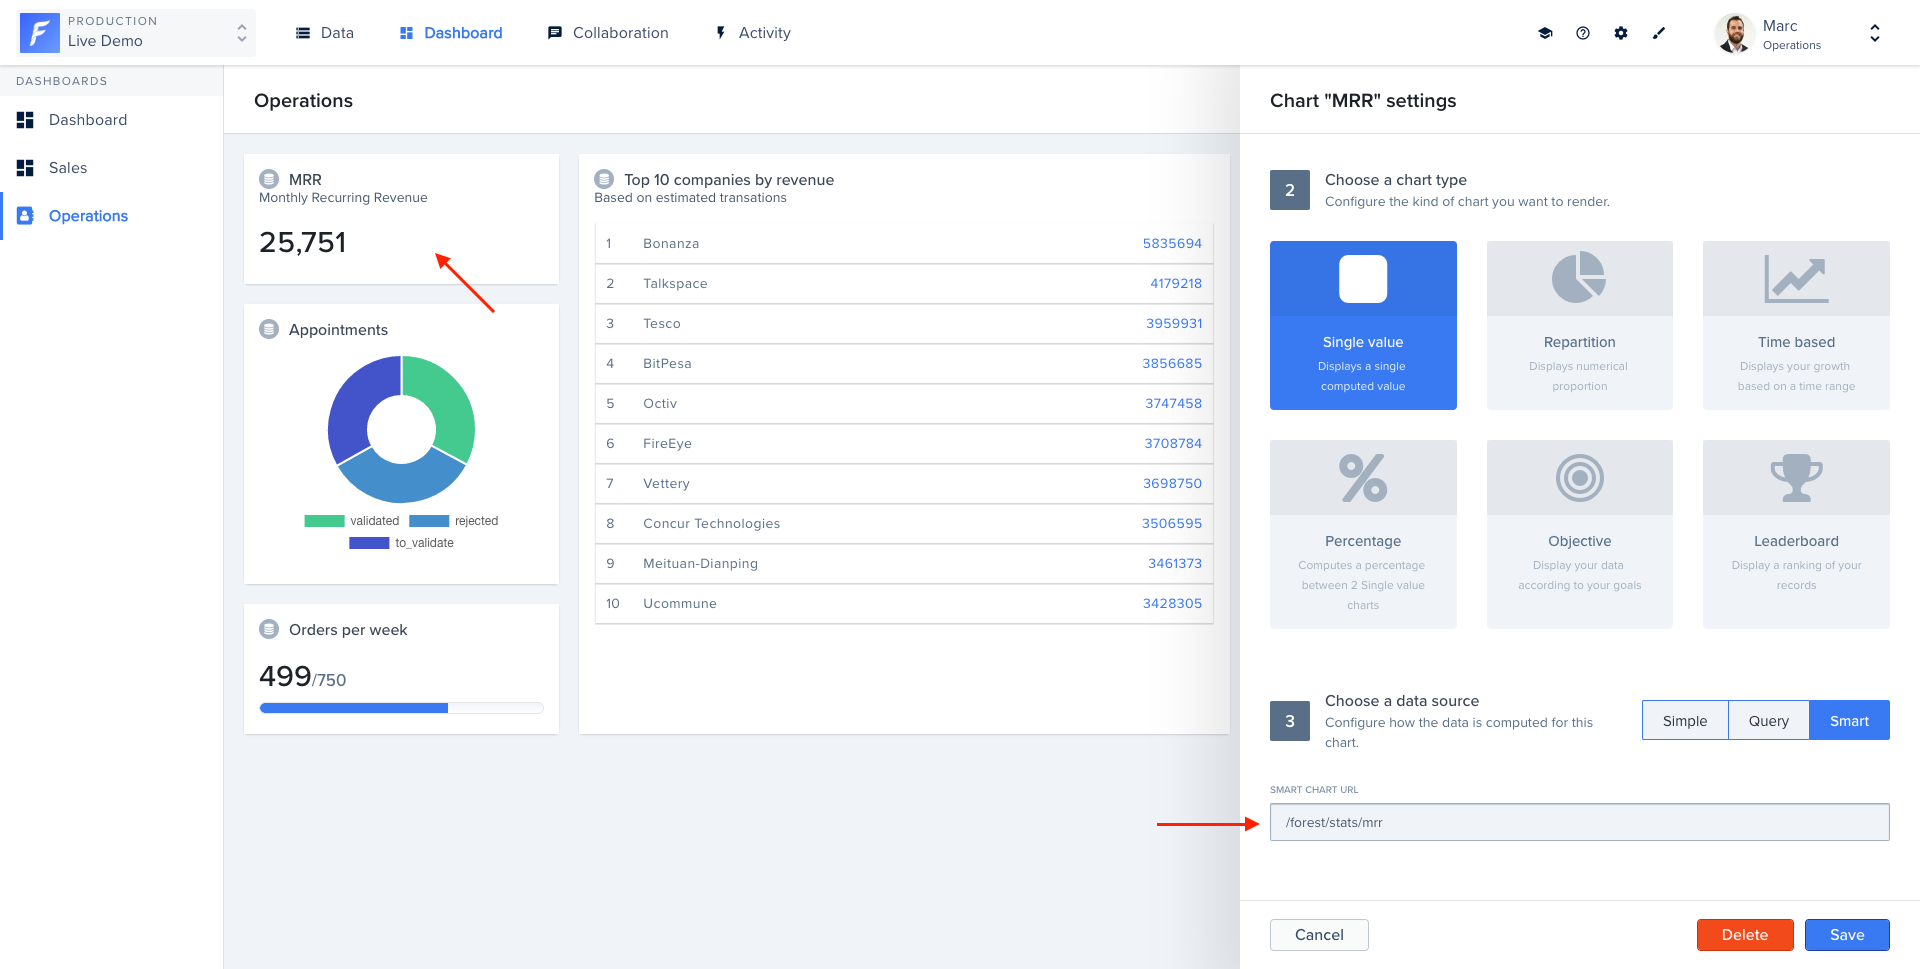 PRODUCTION
Live Demo
Data
Dashboard
Collaboration
Activity
Marc
Operations
DASHBOARDS
Dashboard
Sales
Operations
Operations
MRR
Monthly Recurring Revenue
25,751
Appointments
validated
rejected
to_validate
Orders per week
499/750
Top 10 companies by revenue
Based on estimated transations
1 Bonanza 5835694
2 Talkspace 4179218
3 Tesco 3959931
4 BitPesa 3856685
5 Octiv 3747458
6 FireEye 3708784
7 Vettery 3698750
8 Concur Technologies 3506595
9 Meituan-Dianping 3461373
10 Ucommune 3428305
Chart "MRR" settings
2
Choose a chart type
Configure the kind of chart you want to render.
Single value
Displays a single
computed value
Repartition
Displays numerical
proportion
Time based
Displays your growth
based on a time range
Percentage
Computes a percentage
between 2 Single value
charts
Objective
Display your data
according to your goals
Leaderboard
Display a ranking of your
records
3
Choose a data source
Configure how the data is computed for this
chart.
Simple
Query
Smart
SMART CHART URL
/forest/stats/mrr
Cancel
Delete
Save